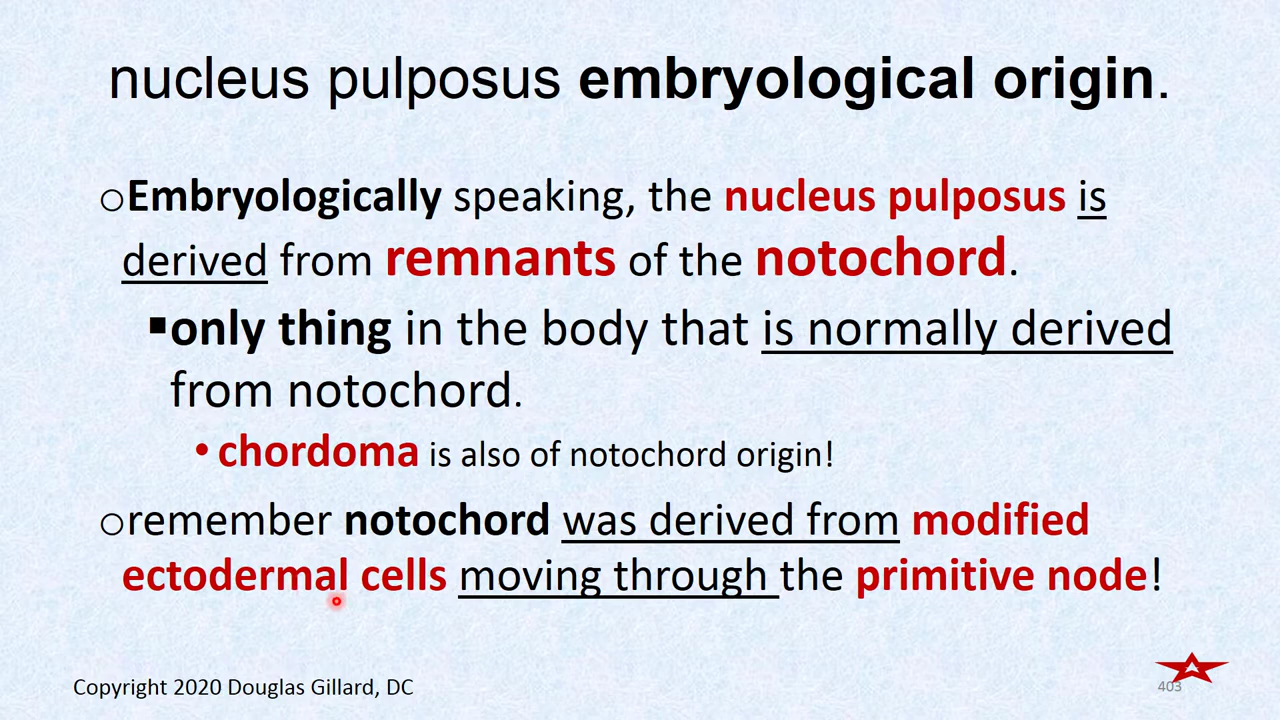 nucleus pulposus embryological origin.
○Embryologically speaking, the nucleus pulposus is
derived from remnants of the notochord.
▪only thing in the body that is normally derived
from notochord.
• chordoma is also of notochord origin!
○remember notochord was derived from modified
ectodermal cells moving through the primitive node!
Copyright 2020 Douglas Gillard, DC
403